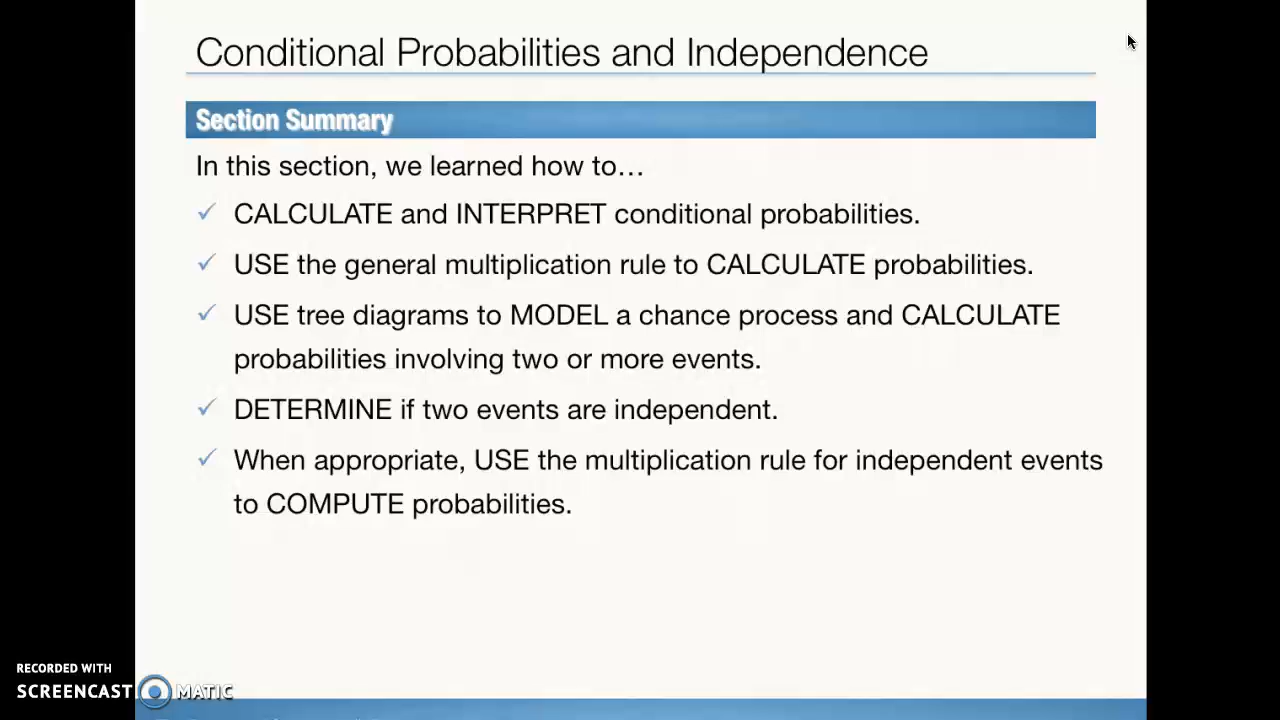 Conditional Probabilities and Independence
Section Summary
In this section, we learned how to…
✓ CALCULATE and INTERPRET conditional probabilities.
✓ USE the general multiplication rule to CALCULATE probabilities.
✓ USE tree diagrams to MODEL a chance process and CALCULATE
probabilities involving two or more events.
✓ DETERMINE if two events are independent.
✓ When appropriate, USE the multiplication rule for independent events
to COMPUTE probabilities.
RECORDED WITH
SCREENCAST MATIC